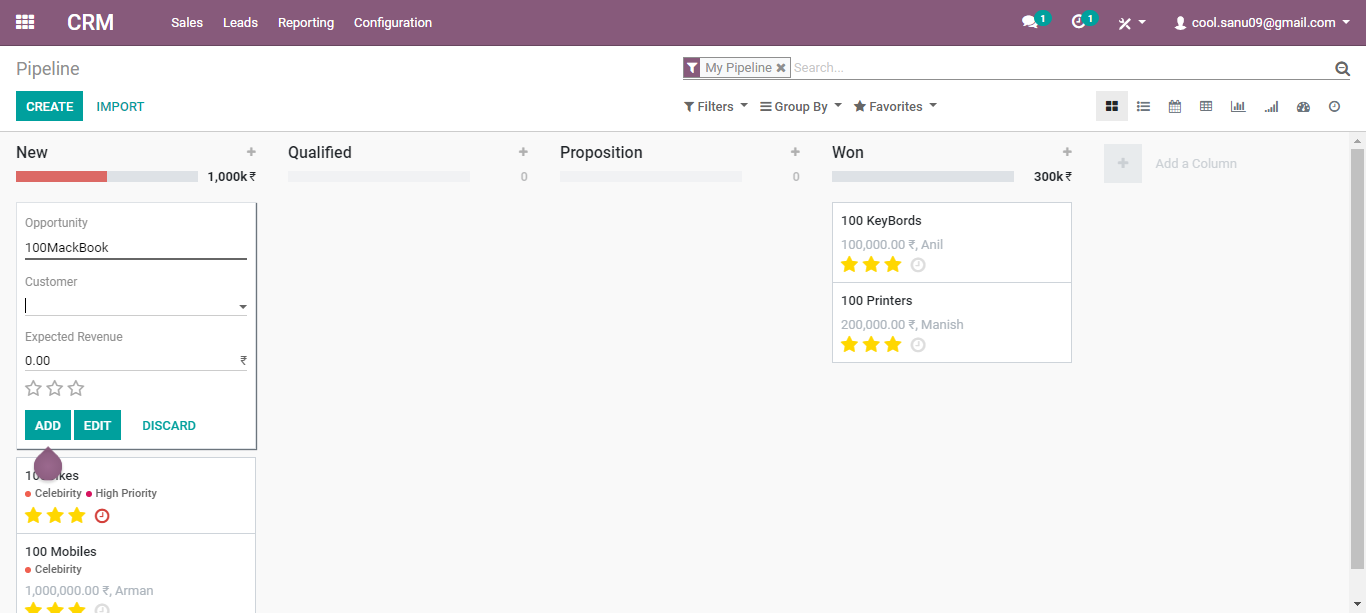 CRM Sales Leads Reporting Configuration 1 1 cool.sanu09@gmail.com
Pipeline My Pipeline Search...
CREATE IMPORT Filters Group By Favorites
New Qualified Proposition Won Add a Column
1,000k ₹ 0 0 300k ₹
Opportunity
100MackBook
Customer
Expected Revenue
0.00 ₹
ADD EDIT DISCARD
Celebirity High Priority
100 Mobiles
Celebirity
1,000,000.00 ₹, Arman
100 KeyBords
100,000.00 ₹, Anil
100 Printers
200,000.00 ₹, Manish